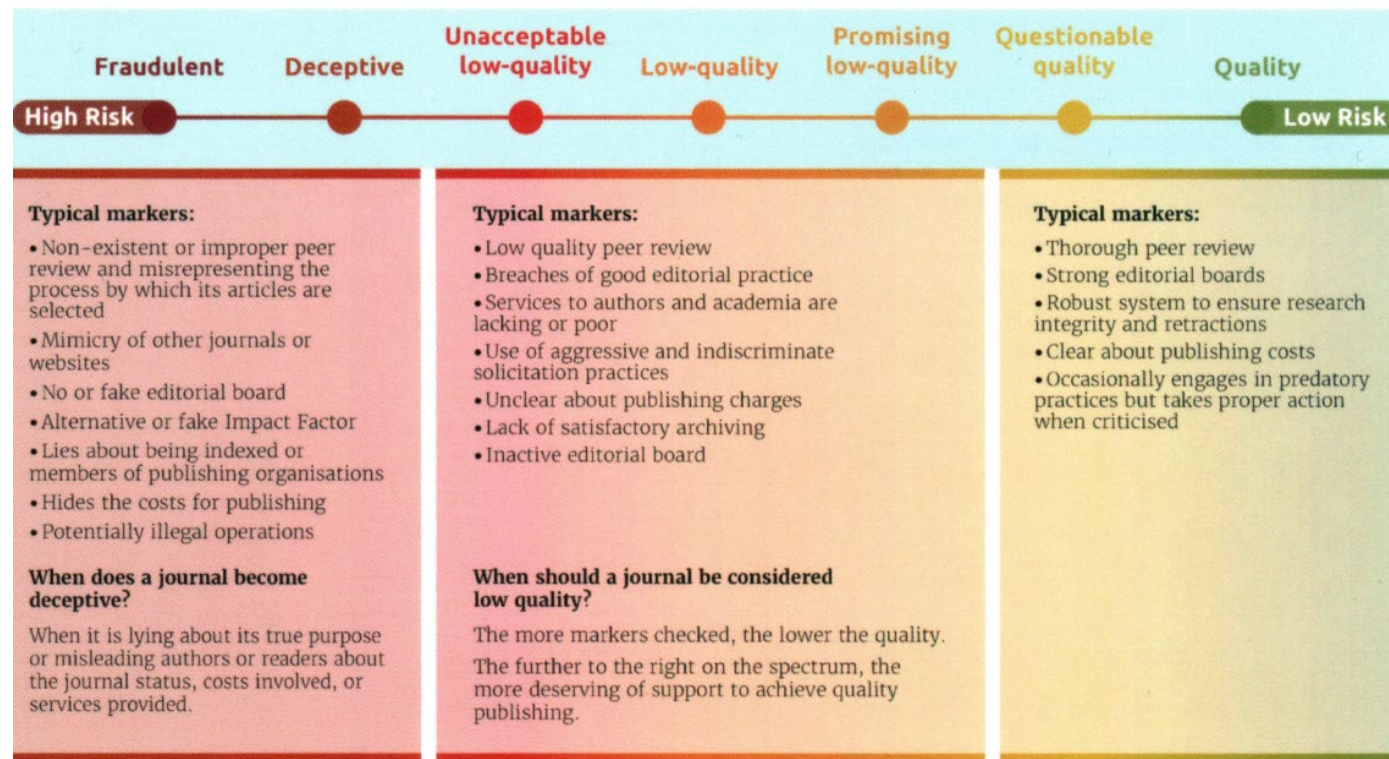 Fraudulent
Deceptive
Unacceptable
low-quality
Low-quality
Promising
low-quality
Questionable
quality
Quality
High Risk
Low Risk
Typical markers:
• Non-existent or improper peer
review and misrepresenting the
process by which its articles are
selected
• Mimicry of other journals or
websites
• No or fake editorial board
• Alternative or fake Impact Factor
• Lies about being indexed or
members of publishing organisations
• Hides the costs for publishing
• Potentially illegal operations
When does a journal become
deceptive?
When it is lying about its true purpose
or misleading authors or readers about
the journal status, costs involved, or
services provided.
Typical markers:
• Low quality peer review
• Breaches of good editorial practice
• Services to authors and academia are
lacking or poor
• Use of aggressive and indiscriminate
solicitation practices
• Unclear about publishing charges
• Lack of satisfactory archiving
• Inactive editorial board
When should a journal be considered
low quality?
The more markers checked, the lower the quality.
The further to the right on the spectrum, the
more deserving of support to achieve quality
publishing.
Typical markers:
• Thorough peer review
• Strong editorial boards
• Robust system to ensure research
integrity and retractions
• Clear about publishing costs
• Occasionally engages in predatory
practices but takes proper action
when criticised